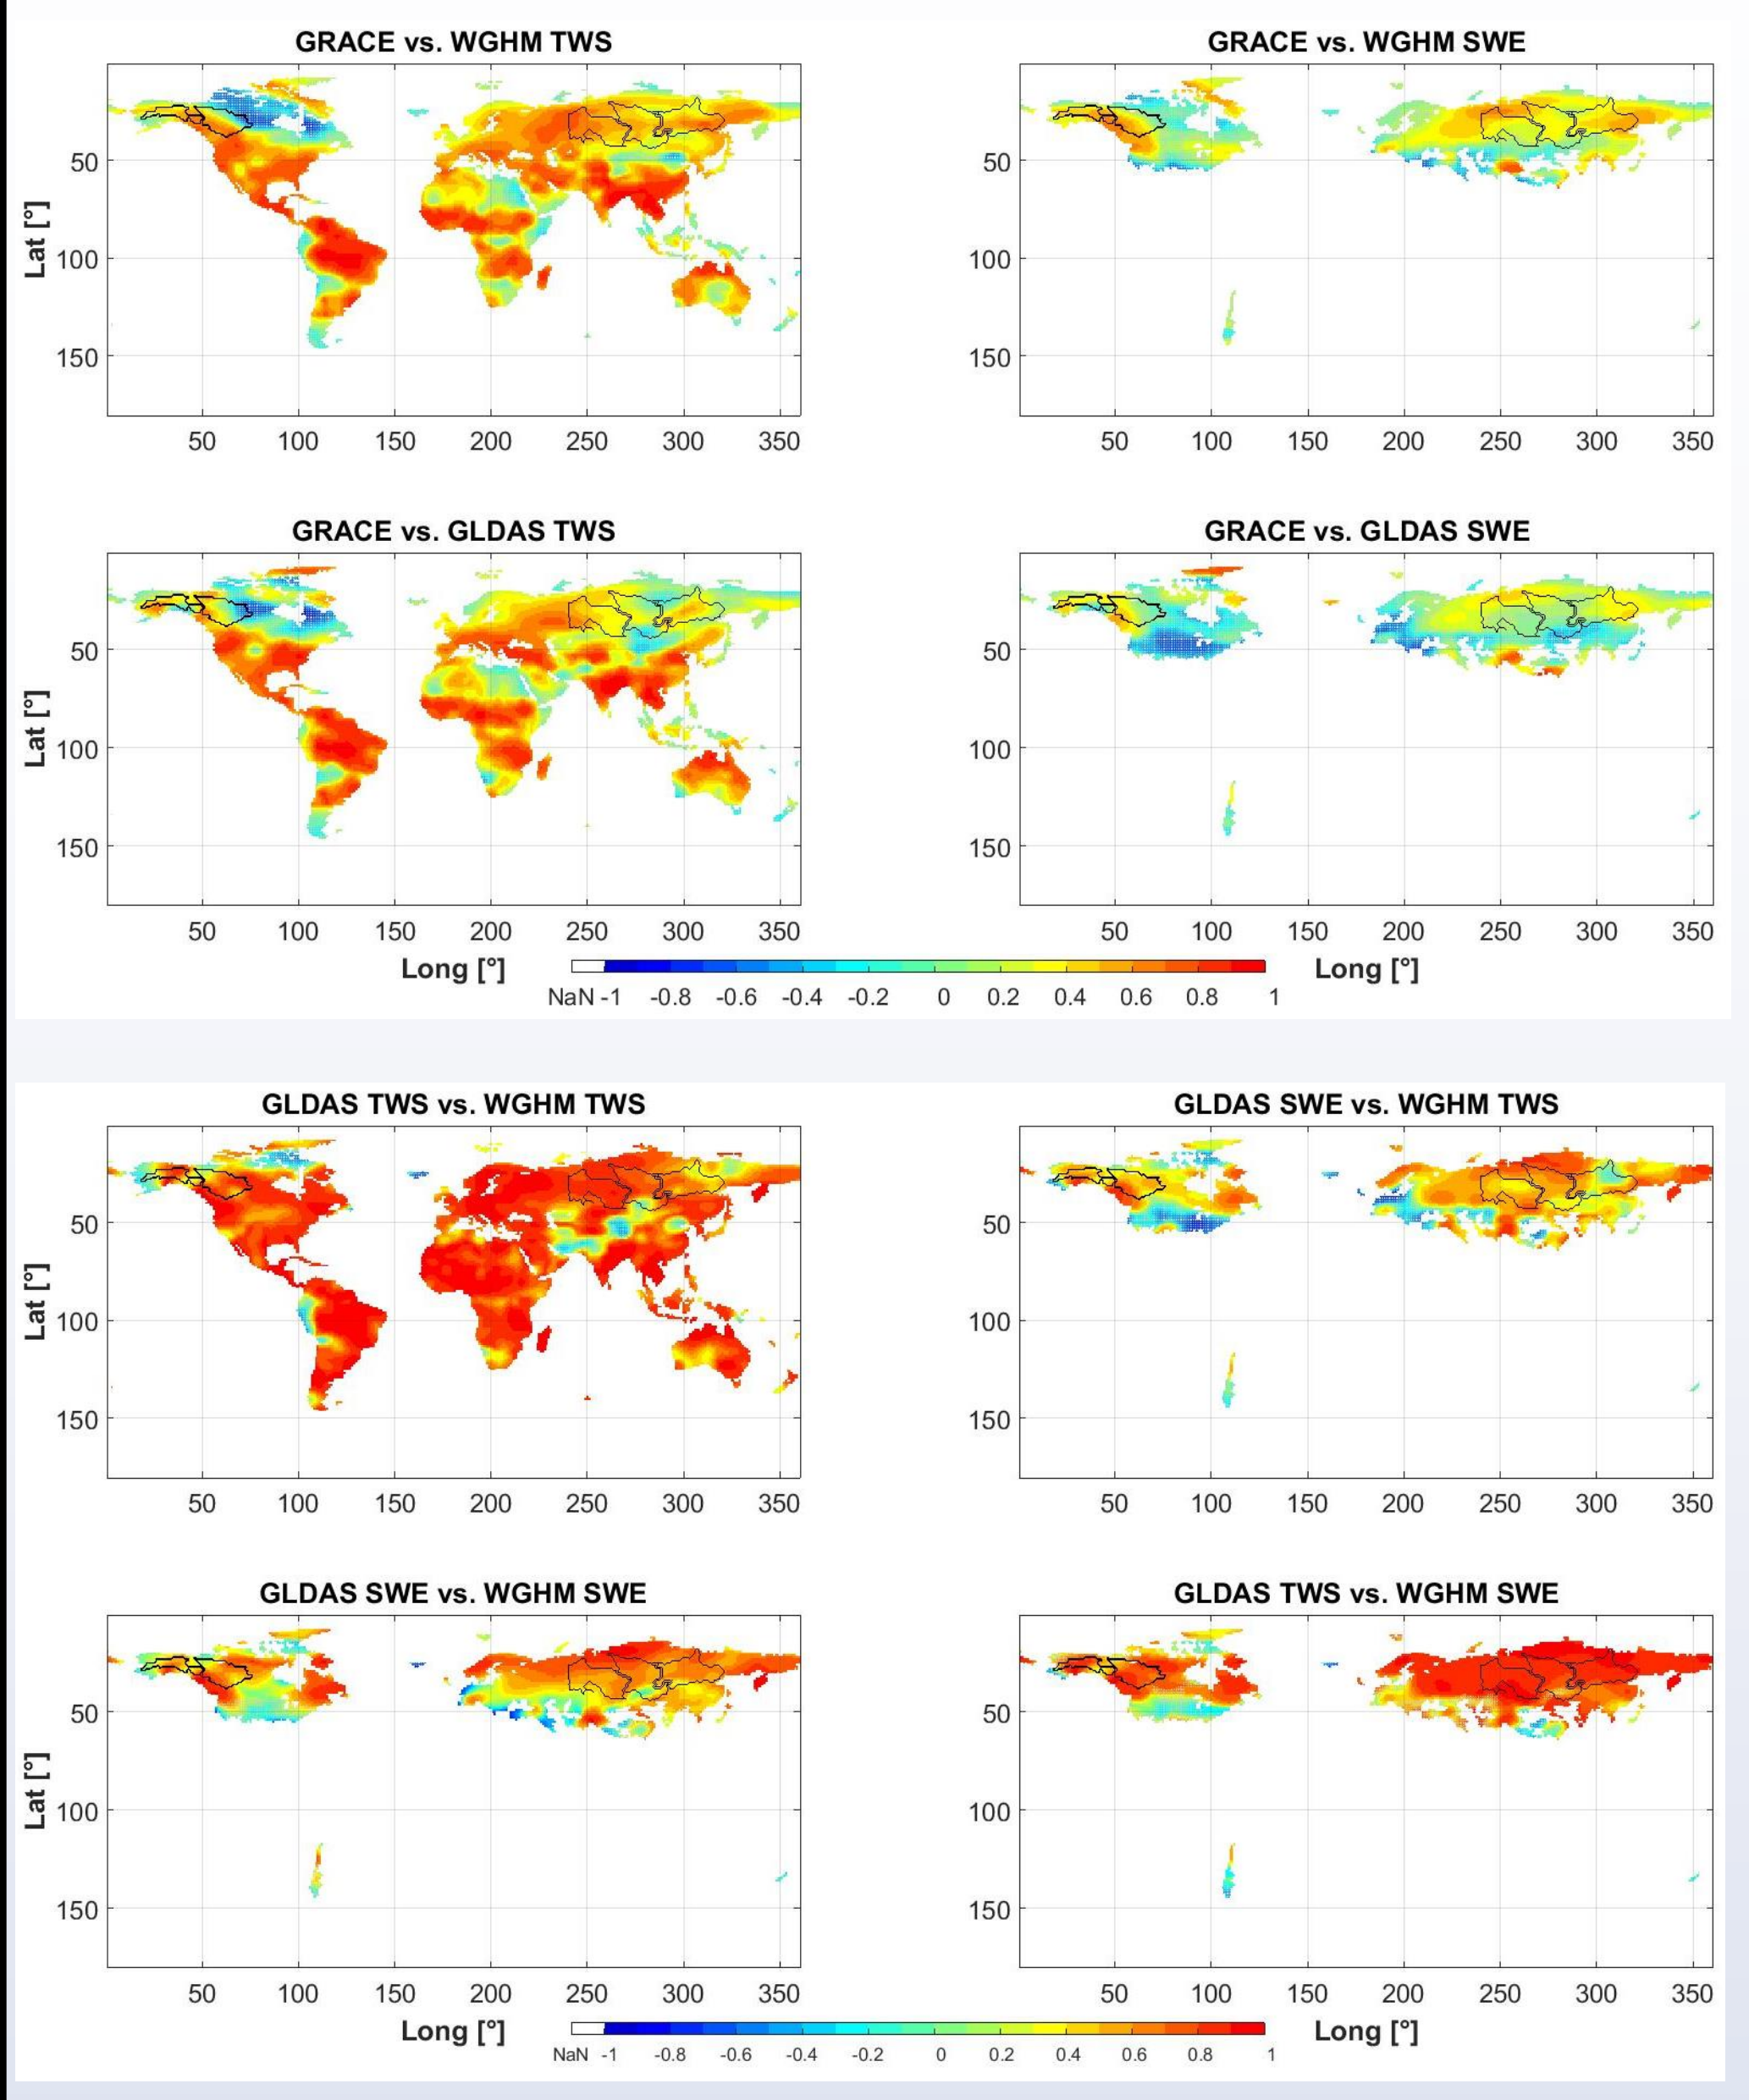 GRACE vs. WGHM TWS
GRACE vs. WGHM SWE
Lat [°]
50
100
150
50 100 150 200 250 300 350
50
100
150
50 100 150 200 250 300 350
GRACE vs. GLDAS TWS
GRACE vs. GLDAS SWE
Lat [°]
50
100
150
50 100 150 200 250 300 350
50
100
150
50 100 150 200 250 300 350
Long [°]
Long [°]
NaN -1 -0.8 -0.6 -0.4 -0.2 0 0.2 0.4 0.6 0.8 1
GLDAS TWS vs. WGHM TWS
GLDAS SWE vs. WGHM TWS
Lat [°]
50
100
150
50 100 150 200 250 300 350
50
100
150
50 100 150 200 250 300 350
GLDAS SWE vs. WGHM SWE
GLDAS TWS vs. WGHM SWE
Lat [°]
50
100
150
50 100 150 200 250 300 350
50
100
150
50 100 150 200 250 300 350
Long [°]
Long [°]
NaN -1 -0.8 -0.6 -0.4 -0.2 0 0.2 0.4 0.6 0.8 1